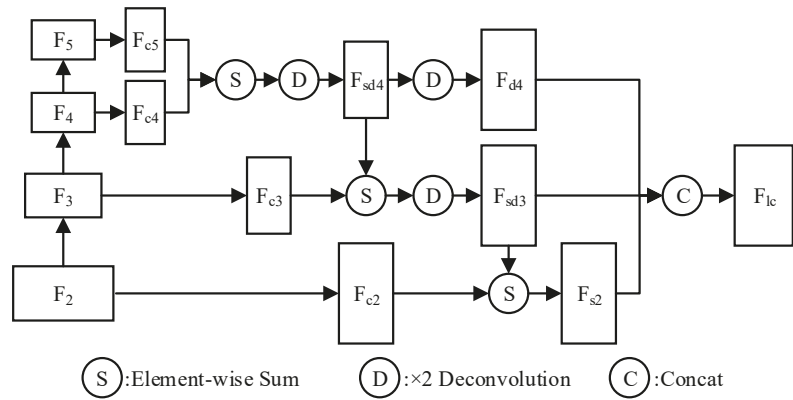 F5 Fc5
S D Fsd4 D Fd4
F4 Fc4
F3 Fc3 S D Fsd3 C Flc
F2 Fc2 S Fs2
S :Element-wise Sum D :×2 Deconvolution C :Concat